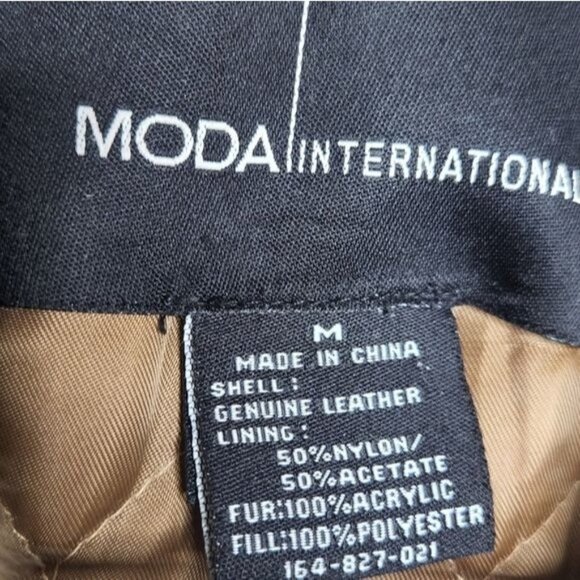 MODA INTERNATIONAL
M
MADE IN CHINA
SHELL:
GENUINE LEATHER
LINING:
50%NYLON/
50%ACETATE
FUR:100%ACRYLIC
FILL:100%POLYESTER
164-827-021